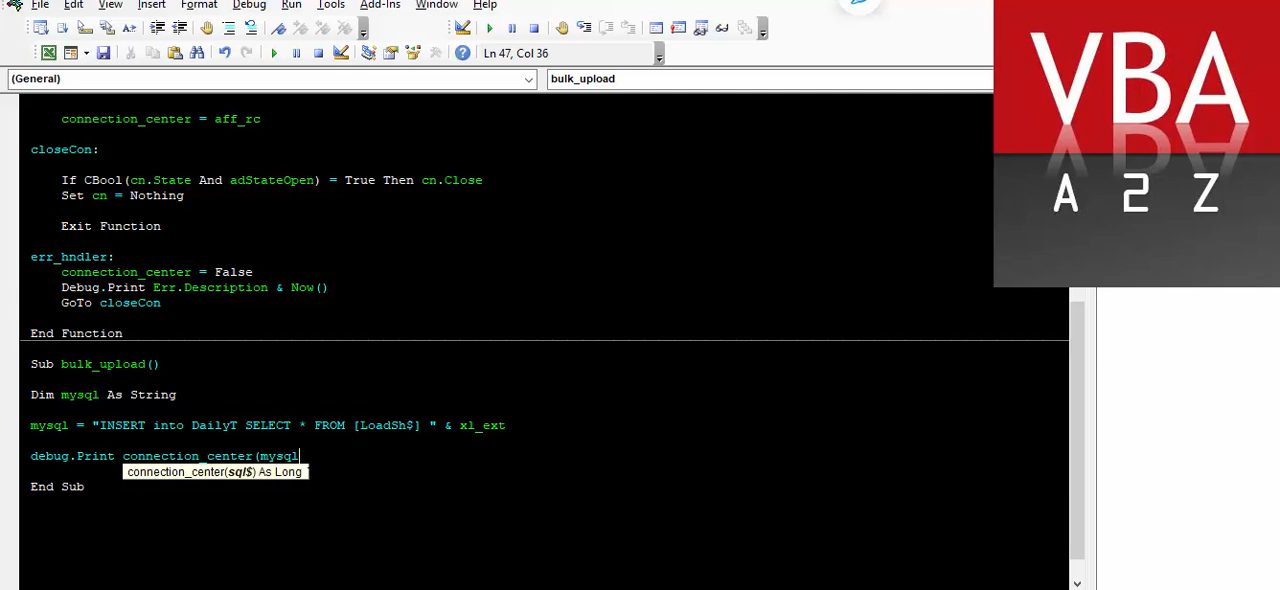 File Edit View Insert Format Debug Run Tools Add-Ins Window Help
Ln 47, Col 36
(General) bulk_upload
connection_center = aff_rc
closeCon:
If CBool(cn.State And adStateOpen) = True Then cn.Close
Set cn = Nothing
Exit Function
err_hndler:
connection_center = False
Debug.Print Err.Description & Now()
GoTo closeCon
End Function
Sub bulk_upload()
Dim mysql As String
mysql = "INSERT into DailyT SELECT * FROM [LoadSh$] " & xl_ext
debug.Print connection_center(mysql
connection_center(sql$) As Long
End Sub
VBA
A 2 Z